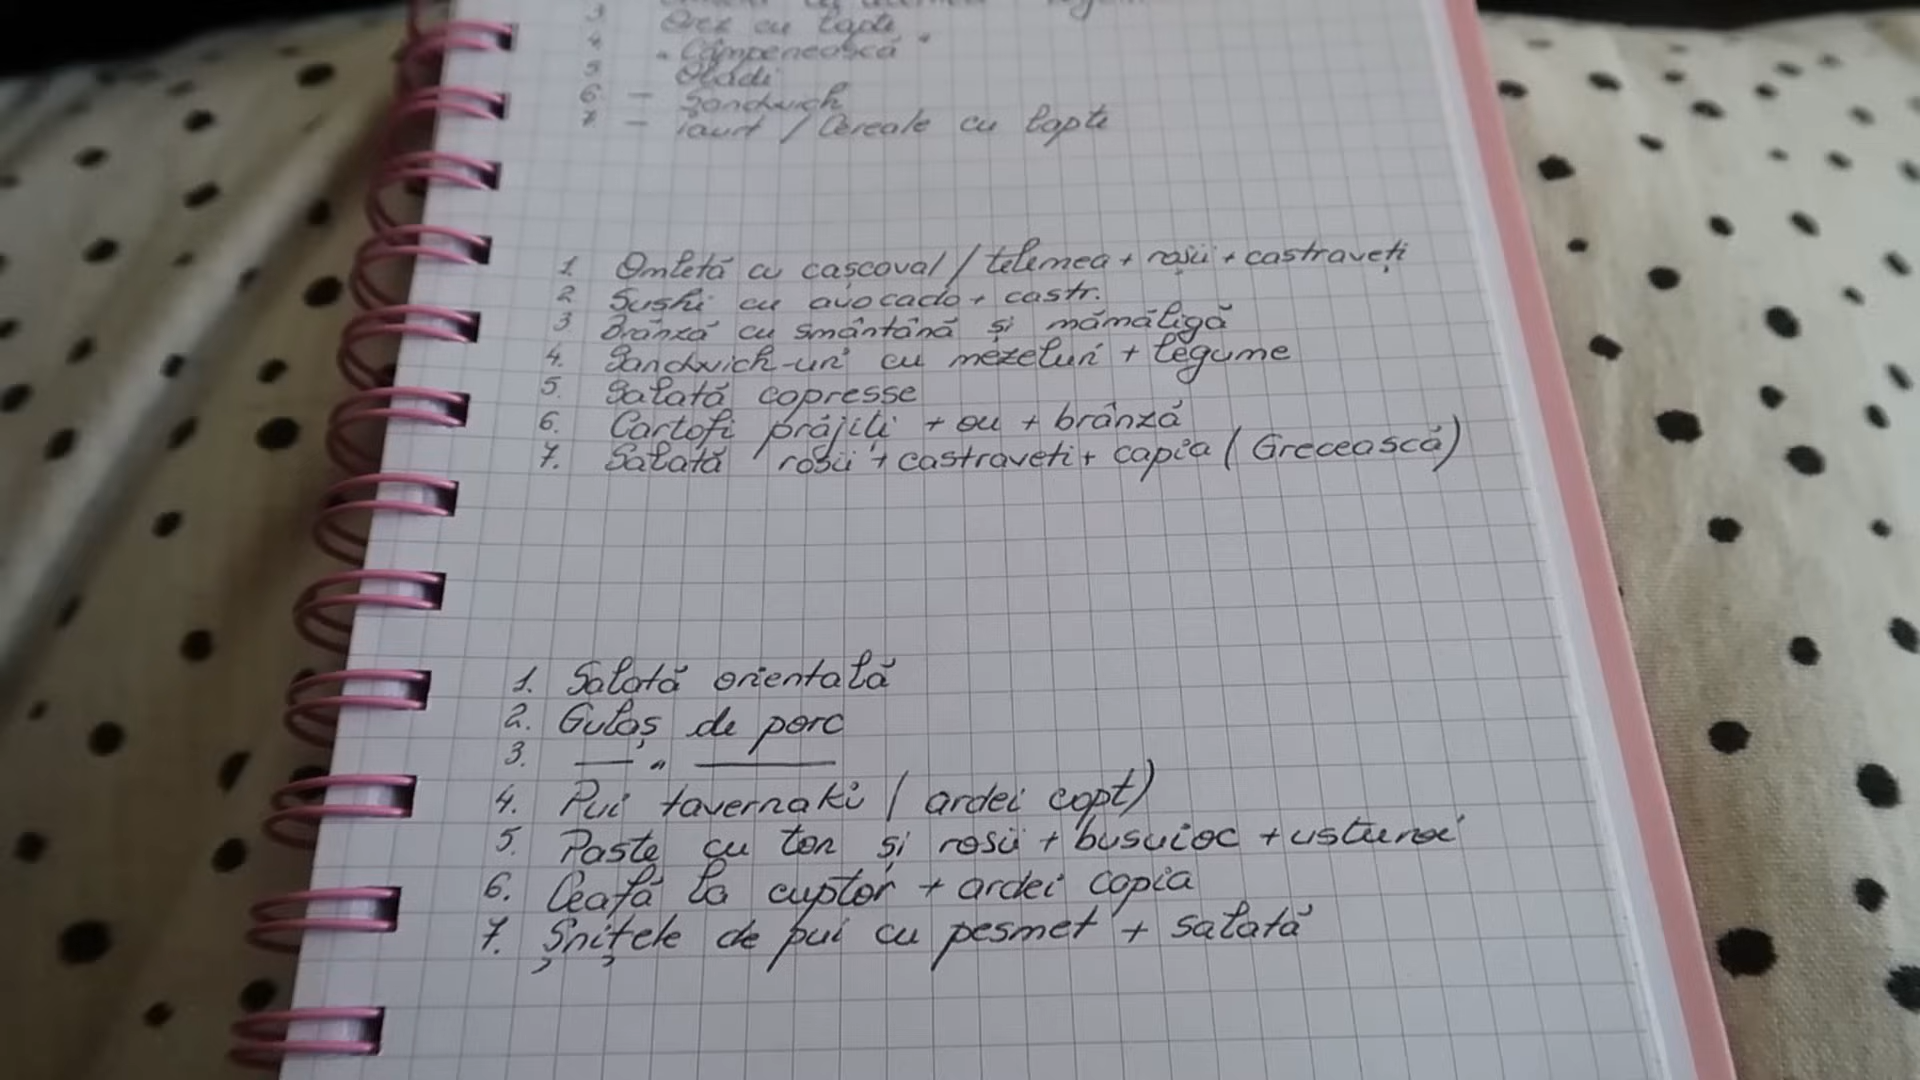 3 Orez cu lapte
4 "Câmpenească"
5 Clădi
6 - Sandwich
7 - iaurt / Cereale cu lapte
1. Omletă cu cașcoval / telemea + roșii + castraveți
2 Sushi cu avocado + castr.
3 Brânză cu smântână și mămăligă
4. Sandwich-uri cu mezeluri + legume
5. Salată copresse
6. Cartofi prăjiți + ou + brânză
7. Salată roșii + castraveti + capia (Grecească)
1. Salată orientală
2. Gulaș de porc
3. — " —
4. Pui tavernaki (ardei copt)
5. Paste cu ton și roșii + busuioc + usturoi
6. Ceafă la cuptor + ardei capia
7. Șnițele de pui cu pesmet + salată